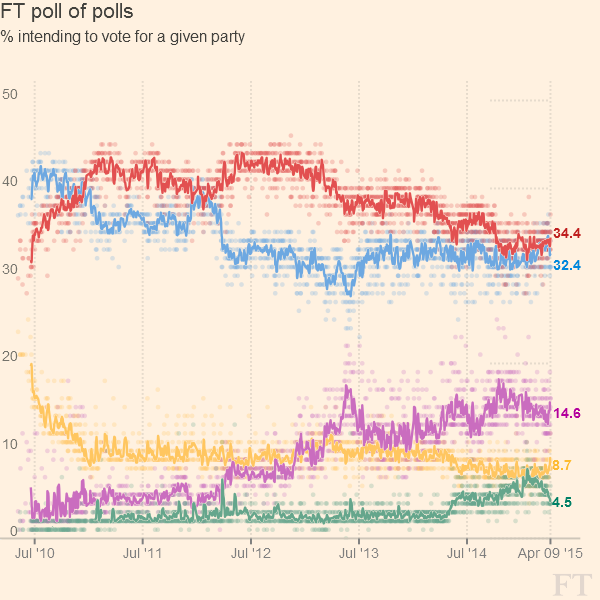 FT poll of polls
% intending to vote for a given party
50
40
30
20
10
0
34.4
32.4
14.6
8.7
4.5
Jul '10 Jul '11 Jul '12 Jul '13 Jul '14 Apr 09 '15
FT